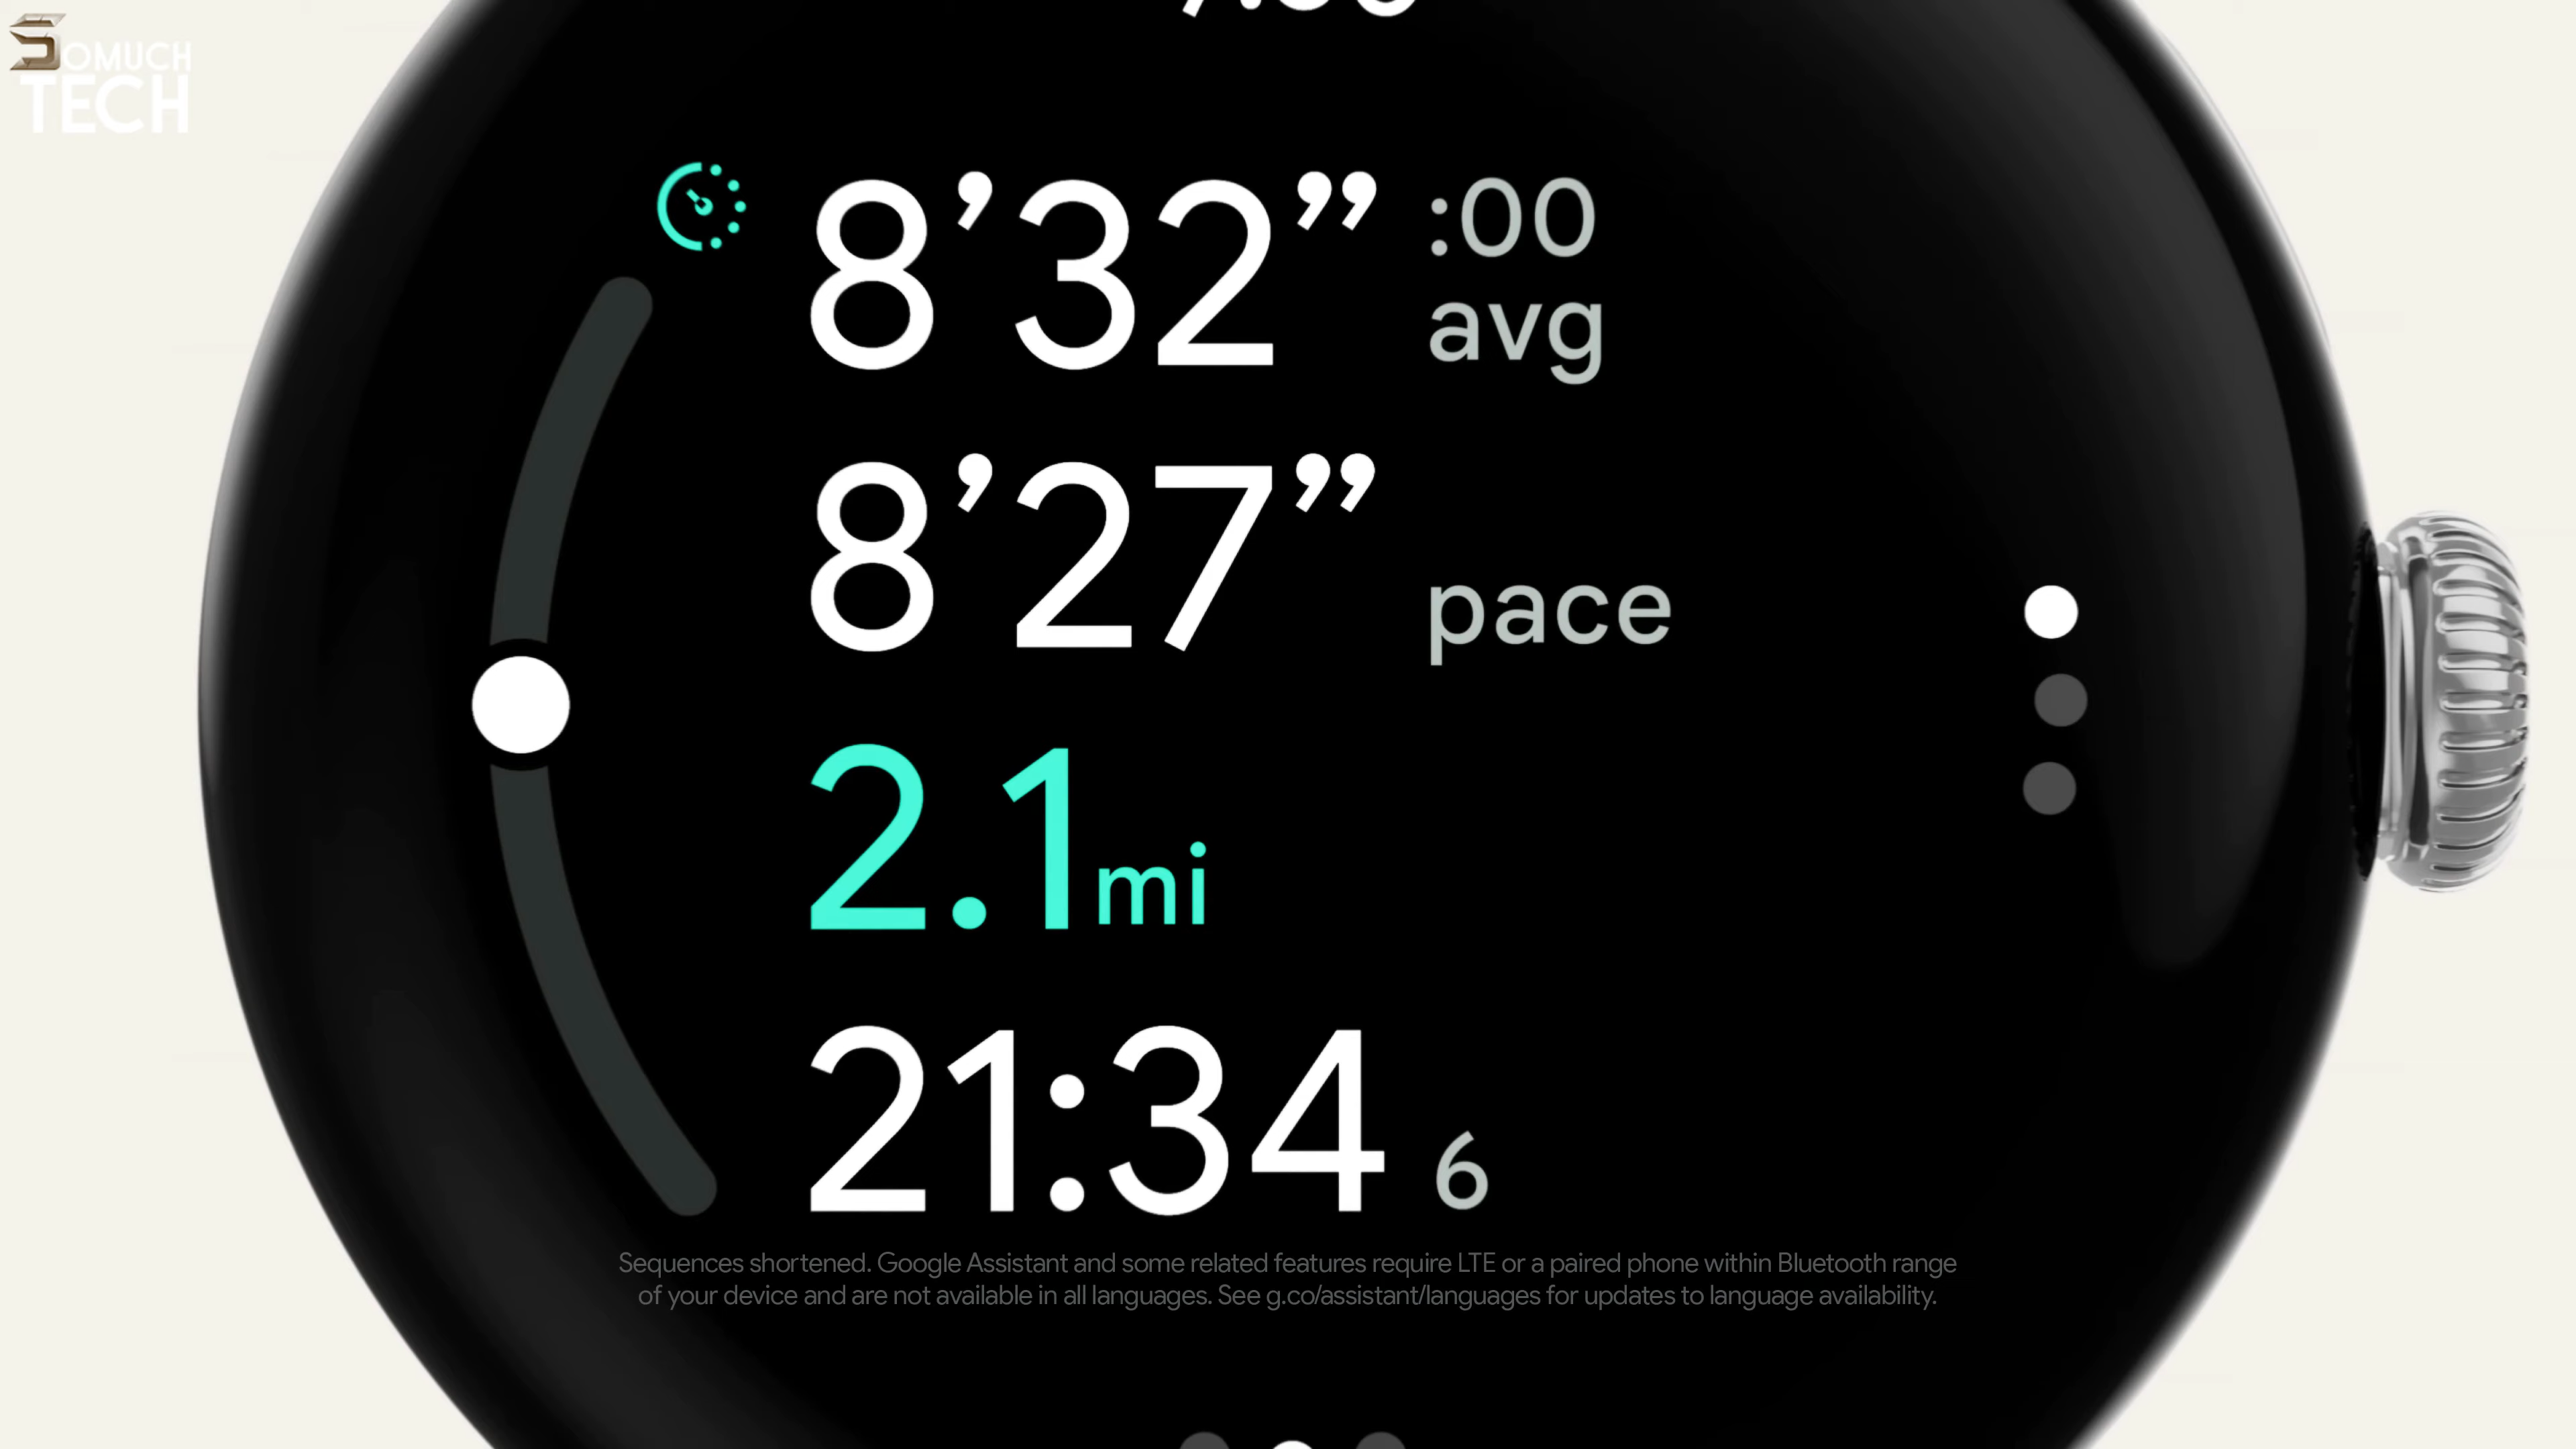 SOMUCH
TECH
8’32” :00
avg
8’27” pace
2.1mi
21:34 6
Sequences shortened. Google Assistant and some related features require LTE or a paired phone within Bluetooth range
of your device and are not available in all languages. See g.co/assistant/languages for updates to language availability.